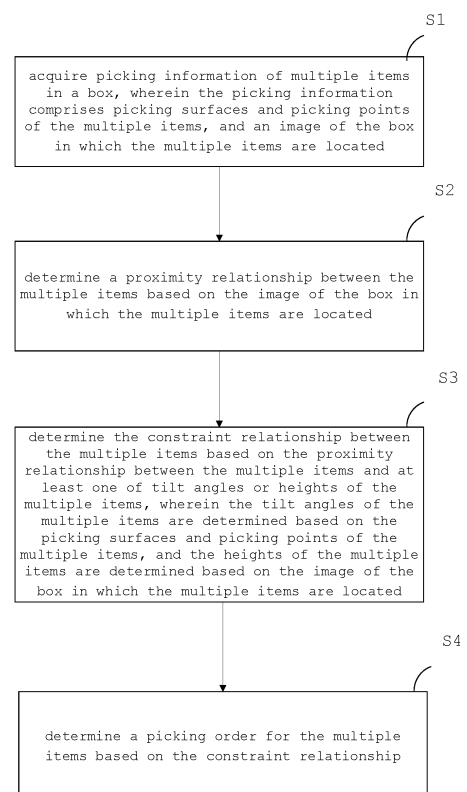 S1
acquire picking information of multiple items
in a box, wherein the picking information
comprises picking surfaces and picking points
of the multiple items, and an image of the box
in which the multiple items are located
S2
determine a proximity relationship between the
multiple items based on the image of the box in
which the multiple items are located
S3
determine the constraint relationship between
the multiple items based on the proximity
relationship between the multiple items and at
least one of tilt angles or heights of the
multiple items, wherein the tilt angles of the
multiple items are determined based on the
picking surfaces and picking points of the
multiple items, and the heights of the multiple
items are determined based on the image of the
box in which the multiple items are located
S4
determine a picking order for the multiple
items based on the constraint relationship